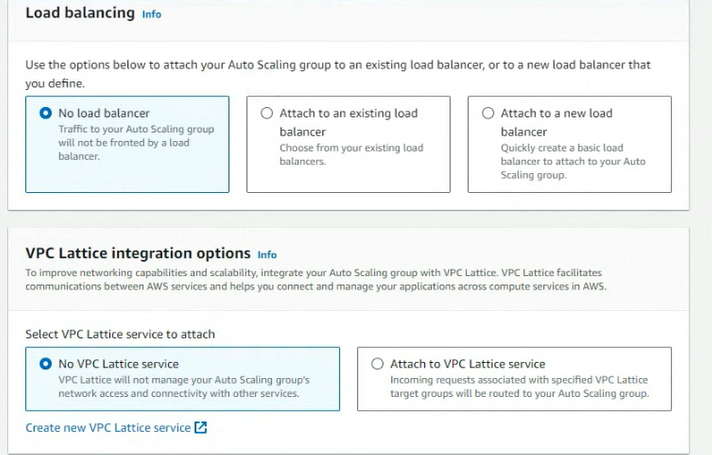 Load balancing Info
Use the options below to attach your Auto Scaling group to an existing load balancer, or to a new load balancer that
you define.
No load balancer
Traffic to your Auto Scaling group
will not be fronted by a load
balancer.
Attach to an existing load
balancer
Choose from your existing load
balancers.
Attach to a new load
balancer
Quickly create a basic load
balancer to attach to your Auto
Scaling group.
VPC Lattice integration options Info
To improve networking capabilities and scalability, integrate your Auto Scaling group with VPC Lattice. VPC Lattice facilitates
communications between AWS services and helps you connect and manage your applications across compute services in AWS.
Select VPC Lattice service to attach
No VPC Lattice service
VPC Lattice will not manage your Auto Scaling group's
network access and connectivity with other services.
Attach to VPC Lattice service
Incoming requests associated with specified VPC Lattice
target groups will be routed to your Auto Scaling group.
Create new VPC Lattice service